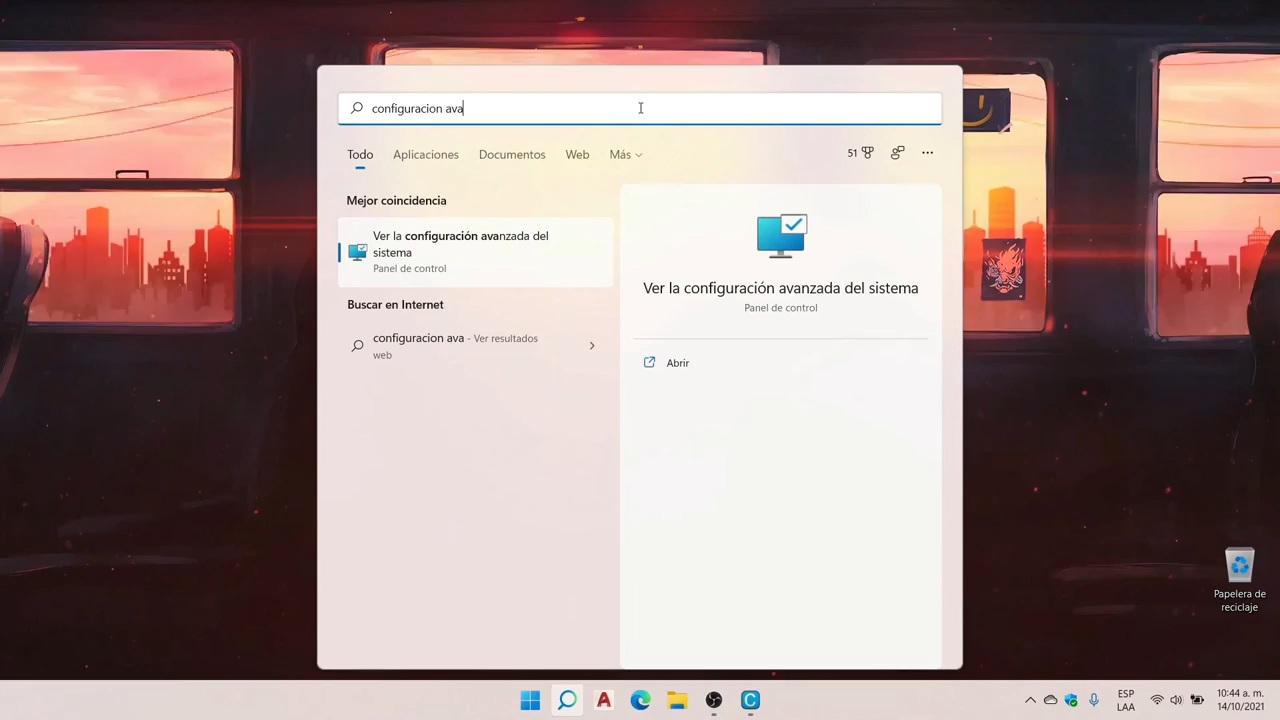 configuracion ava
Todo
Aplicaciones
Documentos
Web
Más
51
Mejor coincidencia
Ver la configuración avanzada del
sistema
Panel de control
Buscar en Internet
configuracion ava - Ver resultados
web
Ver la configuración avanzada del sistema
Panel de control
Abrir
Papelera de
reciclaje
ESP
LAA
10:44 a. m.
14/10/2021